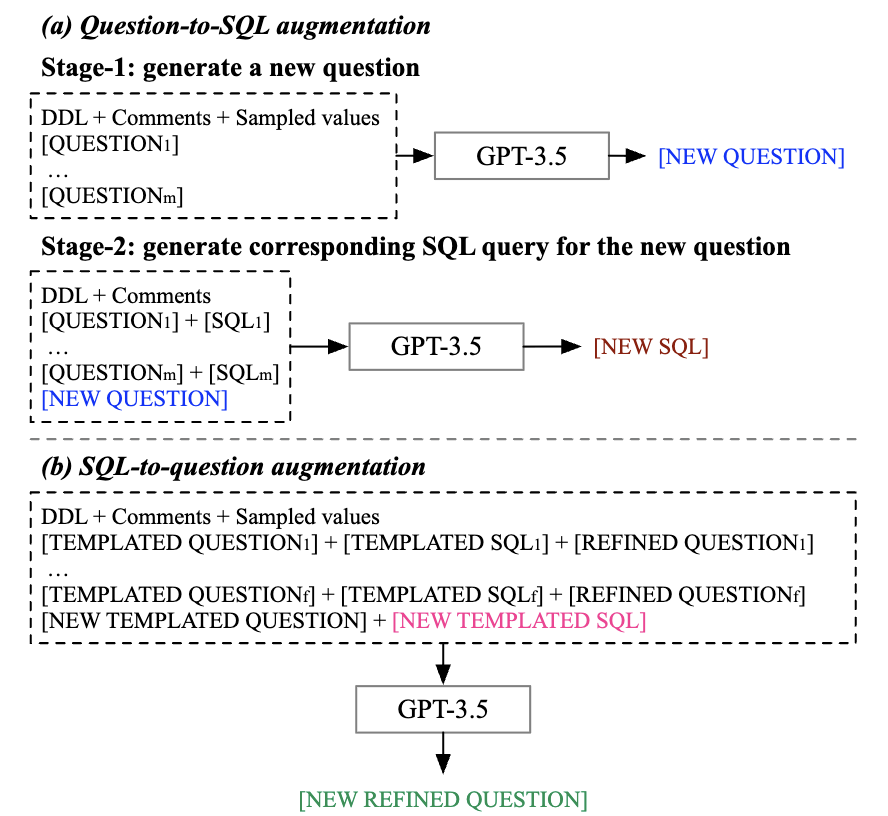 (a) Question-to-SQL augmentation
Stage-1: generate a new question
DDL + Comments + Sampled values
[QUESTION1]
...
[QUESTIONm]
GPT-3.5
[NEW QUESTION]
Stage-2: generate corresponding SQL query for the new question
DDL + Comments
[QUESTION1] + [SQL1]
...
[QUESTIONm] + [SQLm]
[NEW QUESTION]
GPT-3.5
[NEW SQL]
(b) SQL-to-question augmentation
DDL + Comments + Sampled values
[TEMPLATED QUESTION1] + [TEMPLATED SQL1] + [REFINED QUESTION1]
...
[TEMPLATED QUESTIONf] + [TEMPLATED SQLf] + [REFINED QUESTIONf]
[NEW TEMPLATED QUESTION] + [NEW TEMPLATED SQL]
GPT-3.5
[NEW REFINED QUESTION]